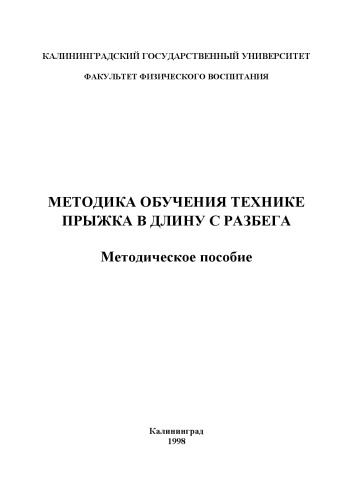 КАЛИНИНГРАДСКИЙ ГОСУДАРСТВЕННЫЙ УНИВЕРСИТЕТ
ФАКУЛЬТЕТ ФИЗИЧЕСКОГО ВОСПИТАНИЯ
МЕТОДИКА ОБУЧЕНИЯ ТЕХНИКЕ
ПРЫЖКА В ДЛИНУ С РАЗБЕГА
Методическое пособие
Калининград
1998